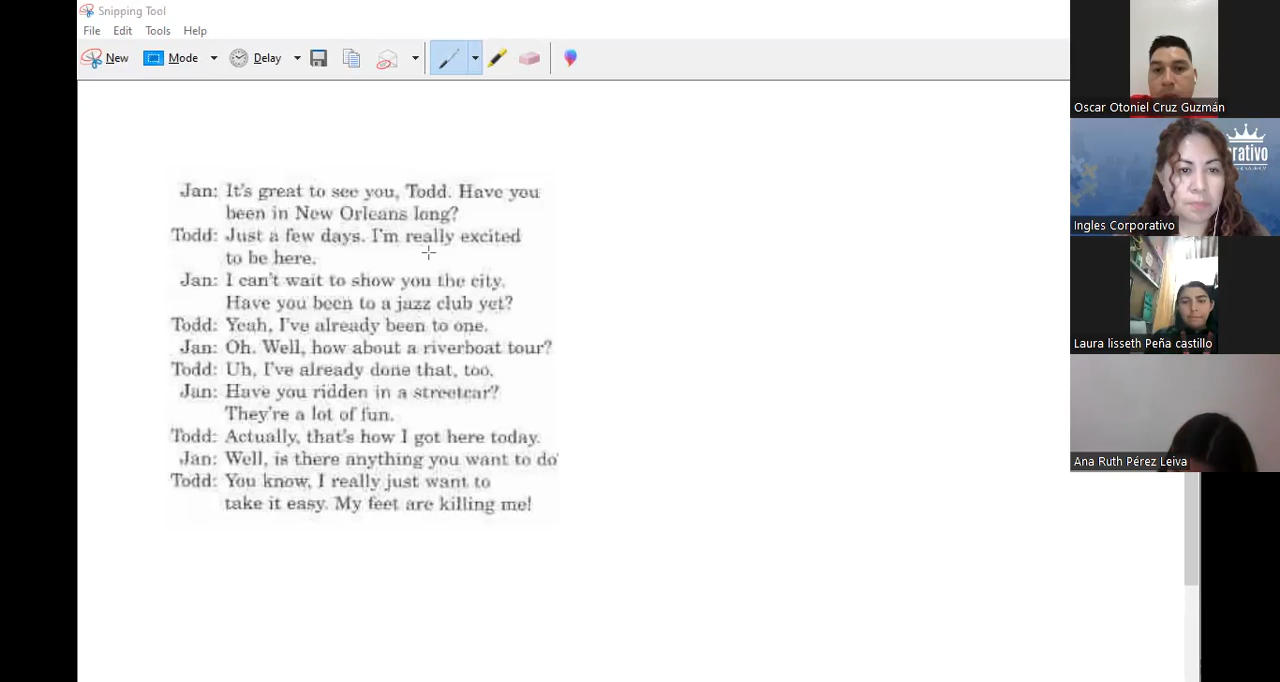 Snipping Tool
File Edit Tools Help
New Mode Delay
Jan: It's great to see you, Todd. Have you
been in New Orleans long?
Todd: Just a few days. I'm really excited
to be here.
Jan: I can't wait to show you the city.
Have you been to a jazz club yet?
Todd: Yeah, I've already been to one.
Jan: Oh. Well, how about a riverboat tour?
Todd: Uh, I've already done that, too.
Jan: Have you ridden in a streetcar?
They're a lot of fun.
Todd: Actually, that's how I got here today.
Jan: Well, is there anything you want to do
Todd: You know, I really just want to
take it easy. My feet are killing me!
Oscar Otoniel Cruz Guzmán
rativo
Ingles Corporativo
Laura lisseth Peña castillo
Ana Ruth Pérez Leiva